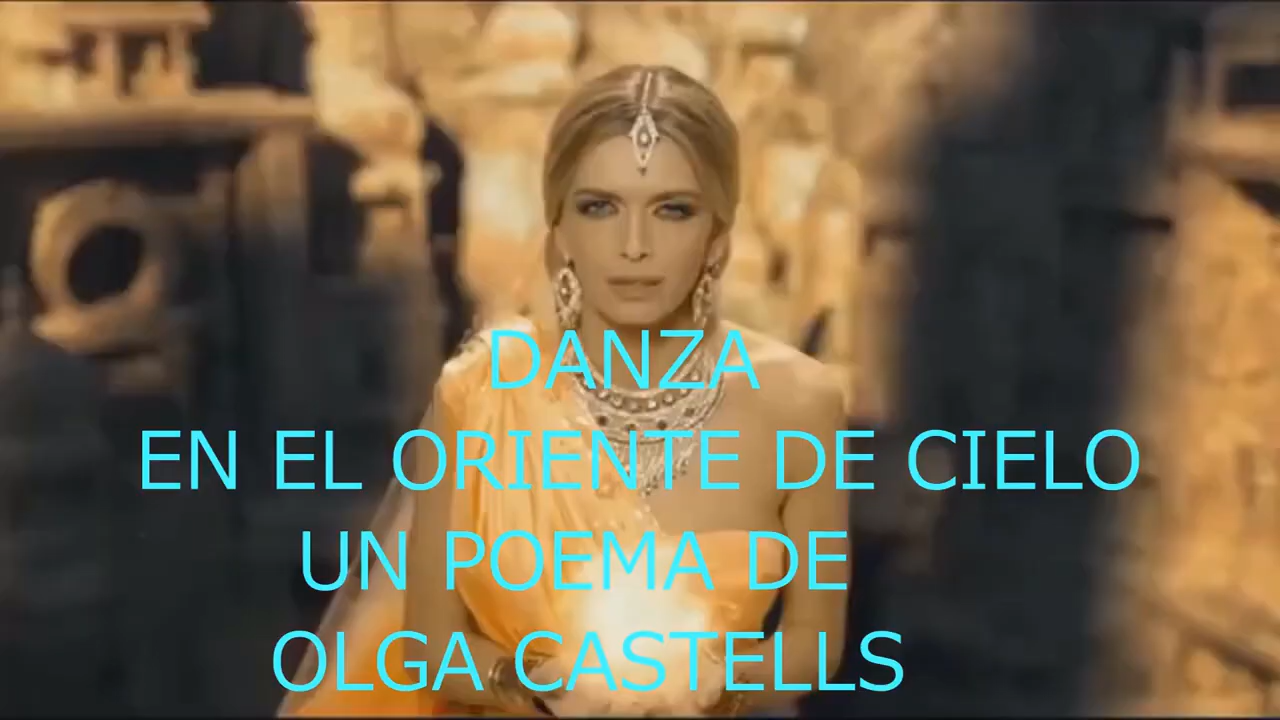 DANZA
EN EL ORIENTE DE CIELO
UN POEMA DE
OLGA CASTELLS